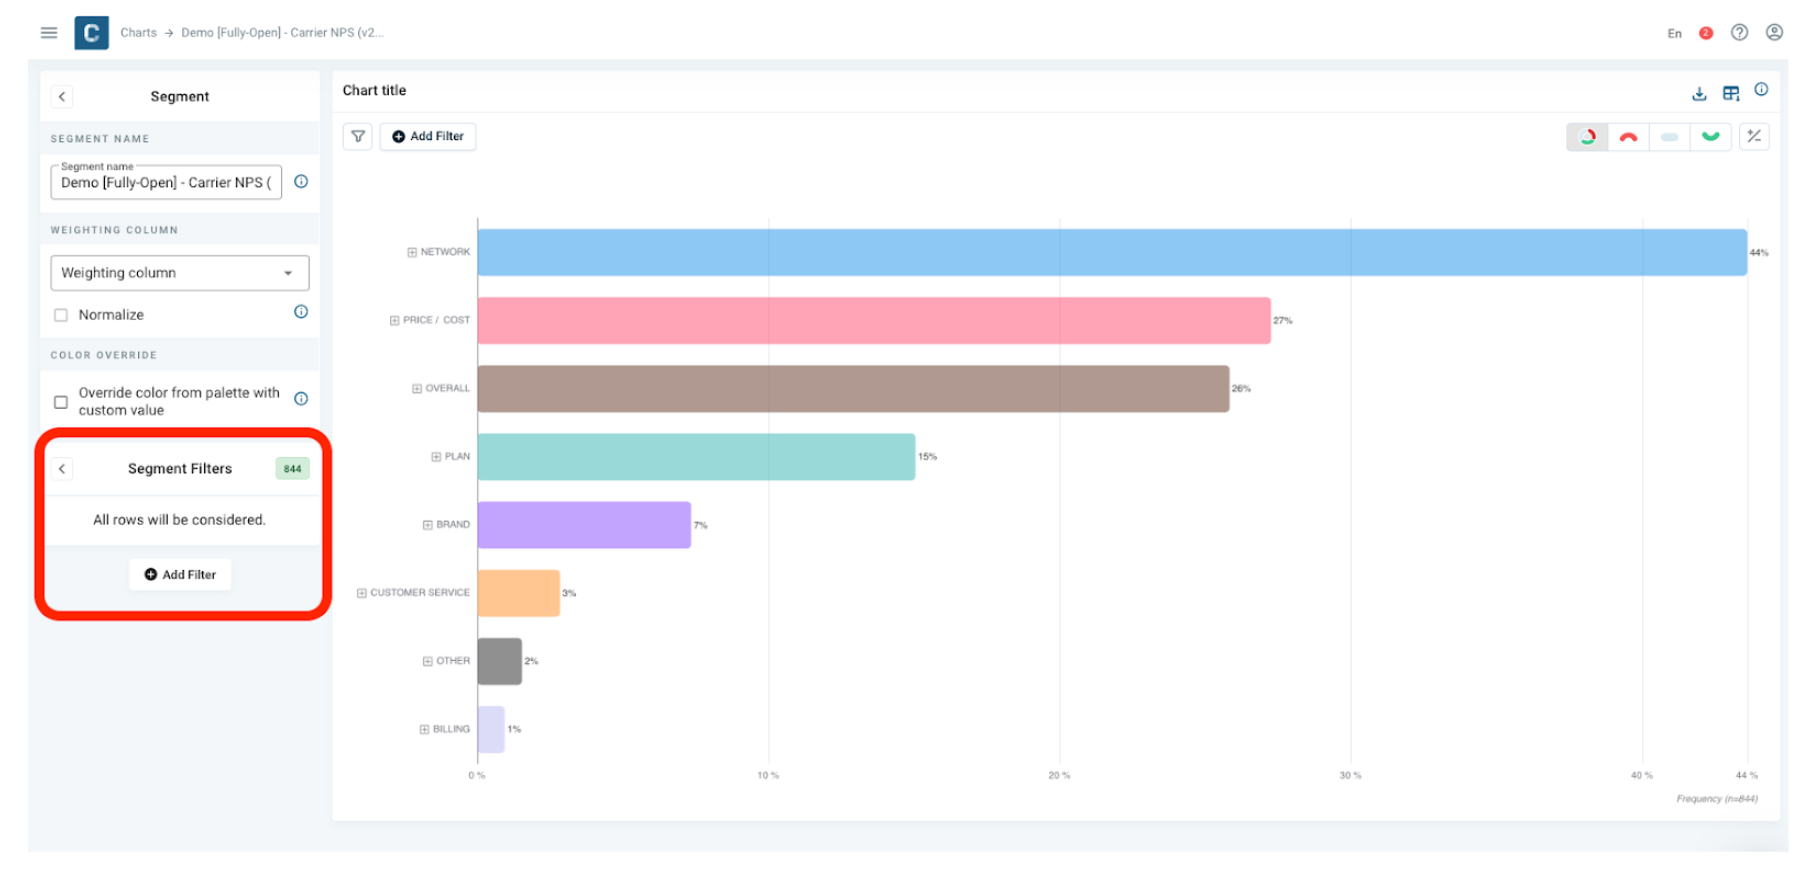 C Charts → Demo [Fully-Open] - Carrier NPS (v2...
En 2
Segment
SEGMENT NAME
Segment name
Demo [Fully-Open] - Carrier NPS (
WEIGHTING COLUMN
Weighting column
Normalize
COLOR OVERRIDE
Override color from palette with
custom value
Segment Filters 844
All rows will be considered.
Add Filter
Chart title
Add Filter
NETWORK 44%
PRICE / COST 27%
OVERALL 26%
PLAN 15%
BRAND 7%
CUSTOMER SERVICE 3%
OTHER 2%
BILLING 1%
0 % 10 % 20 % 30 % 40 % 44 %
Frequency (n=844)